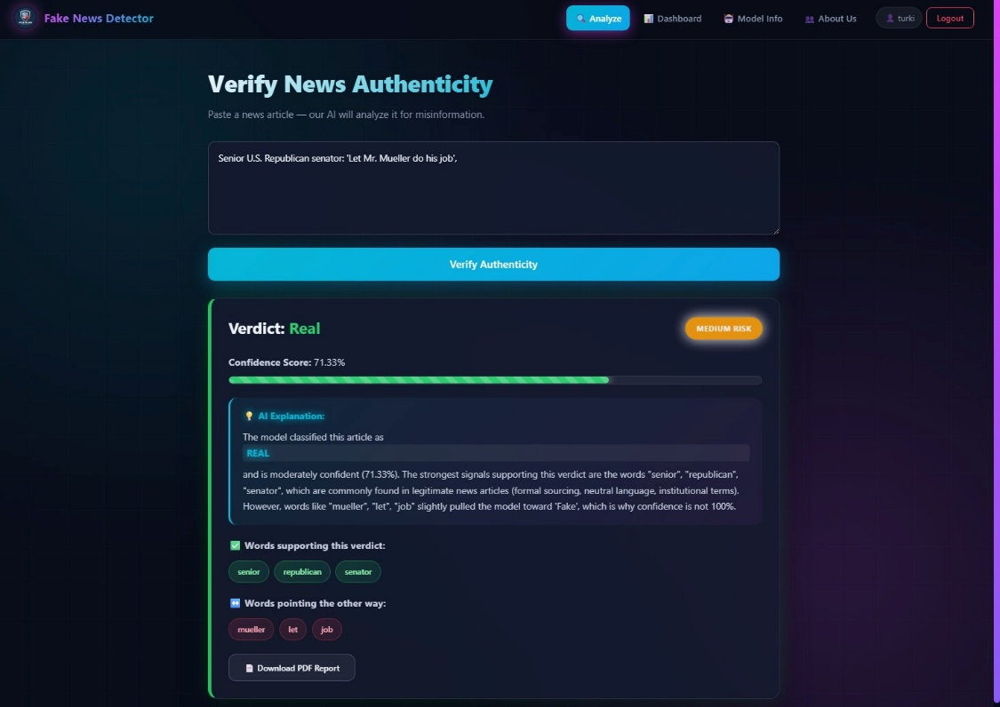 Fake News Detector
Analyze
Dashboard
Model Info
About Us
turki
Logout
Verify News Authenticity
Paste a news article — our AI will analyze it for misinformation.
Senior U.S. Republican senator: 'Let Mr. Mueller do his job',
Verify Authenticity
Verdict: Real
MEDIUM RISK
Confidence Score: 71.33%
AI Explanation:
The model classified this article as
REAL
and is moderately confident (71.33%). The strongest signals supporting this verdict are the words "senior", "republican",
"senator", which are commonly found in legitimate news articles (formal sourcing, neutral language, institutional terms).
However, words like "mueller", "let", "job" slightly pulled the model toward 'Fake', which is why confidence is not 100%.
Words supporting this verdict:
senior
republican
senator
Words pointing the other way:
mueller
let
job
Download PDF Report